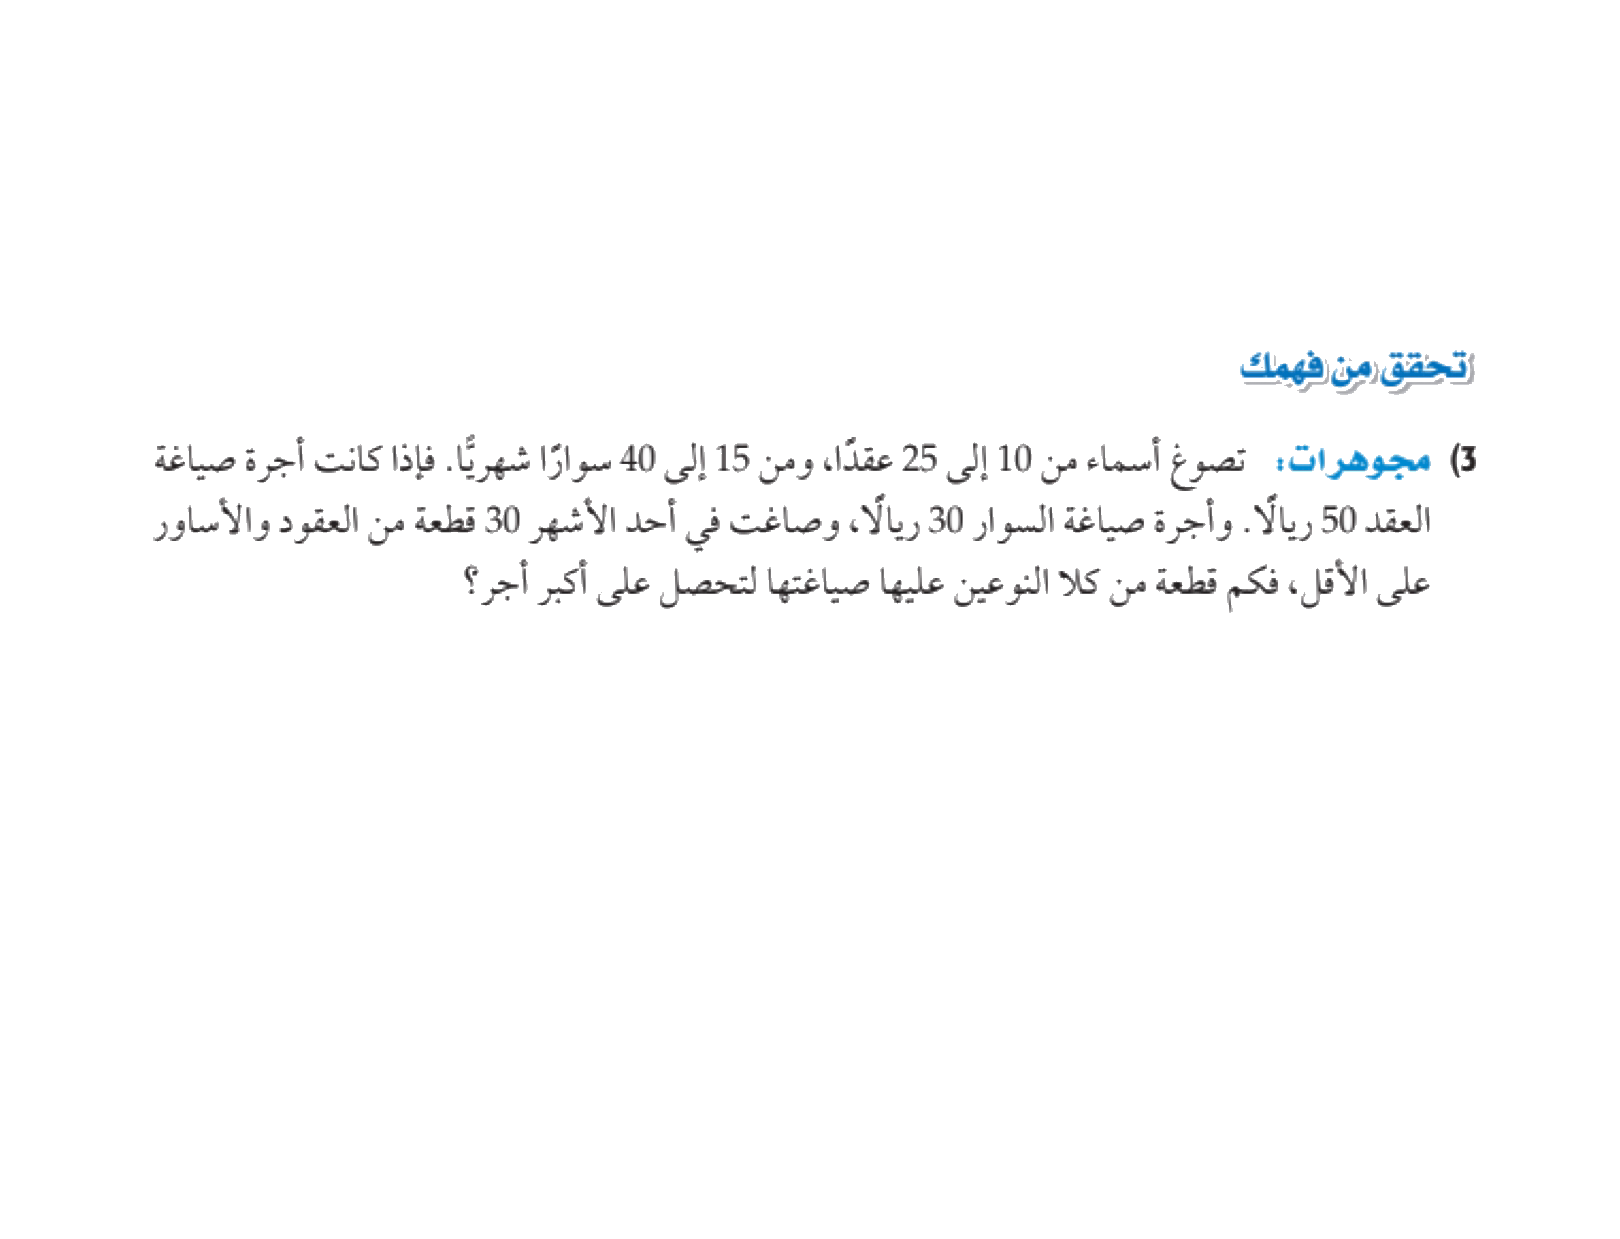 تحقق من فهمك
3) مجوهرات: تصوغ أسماء من 10 إلى 25 عقدًا، ومن 15 إلى 40 سوارًا شهريًّا. فإذا كانت أجرة صياغة
العقد 50 ريالًا. وأجرة صياغة السوار 30 ريالًا، وصاغت في أحد الأشهر 30 قطعة من العقود والأساور
على الأقل، فكم قطعة من كلا النوعين عليها صياغتها لتحصل على أكبر أجر؟